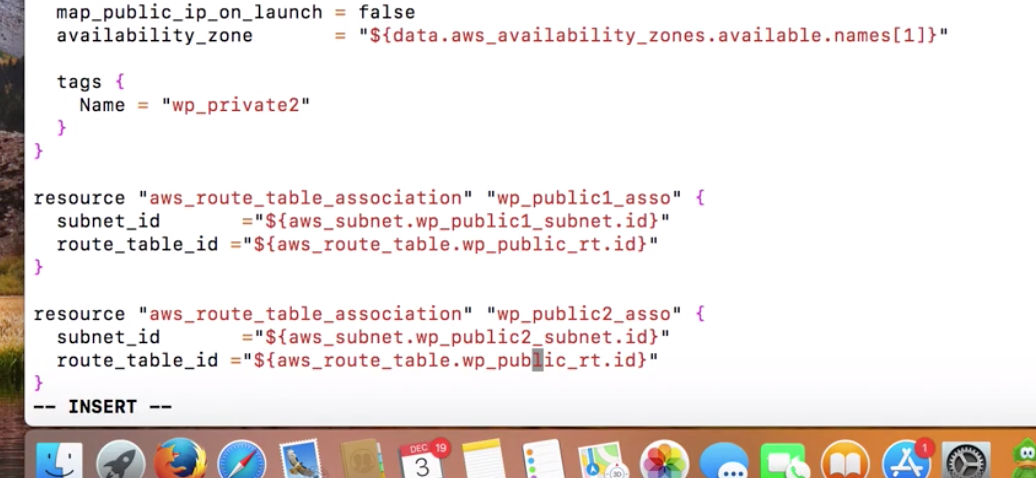 map_public_ip_on_launch = false
availability_zone       = "${data.aws_availability_zones.available.names[1]}"
tags {
Name = "wp_private2"
}
}
resource "aws_route_table_association" "wp_public1_asso" {
subnet_id      ="${aws_subnet.wp_public1_subnet.id}"
route_table_id ="${aws_route_table.wp_public_rt.id}"
}
resource "aws_route_table_association" "wp_public2_asso" {
subnet_id      ="${aws_subnet.wp_public2_subnet.id}"
route_table_id ="${aws_route_table.wp_public_rt.id}"
}
-- INSERT --
DEC 19
3
3D
1